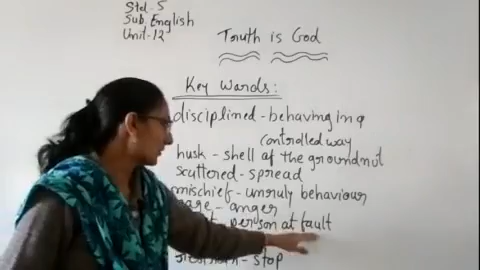 Std - 5
Sub. English
Unit - 12
Truth is God
Key Words :
disciplined - behaving in a
controlled way
husk - shell of the groundnut
scattered - spread
mischief - unruly behaviour
- anger
- person at fault
- stop